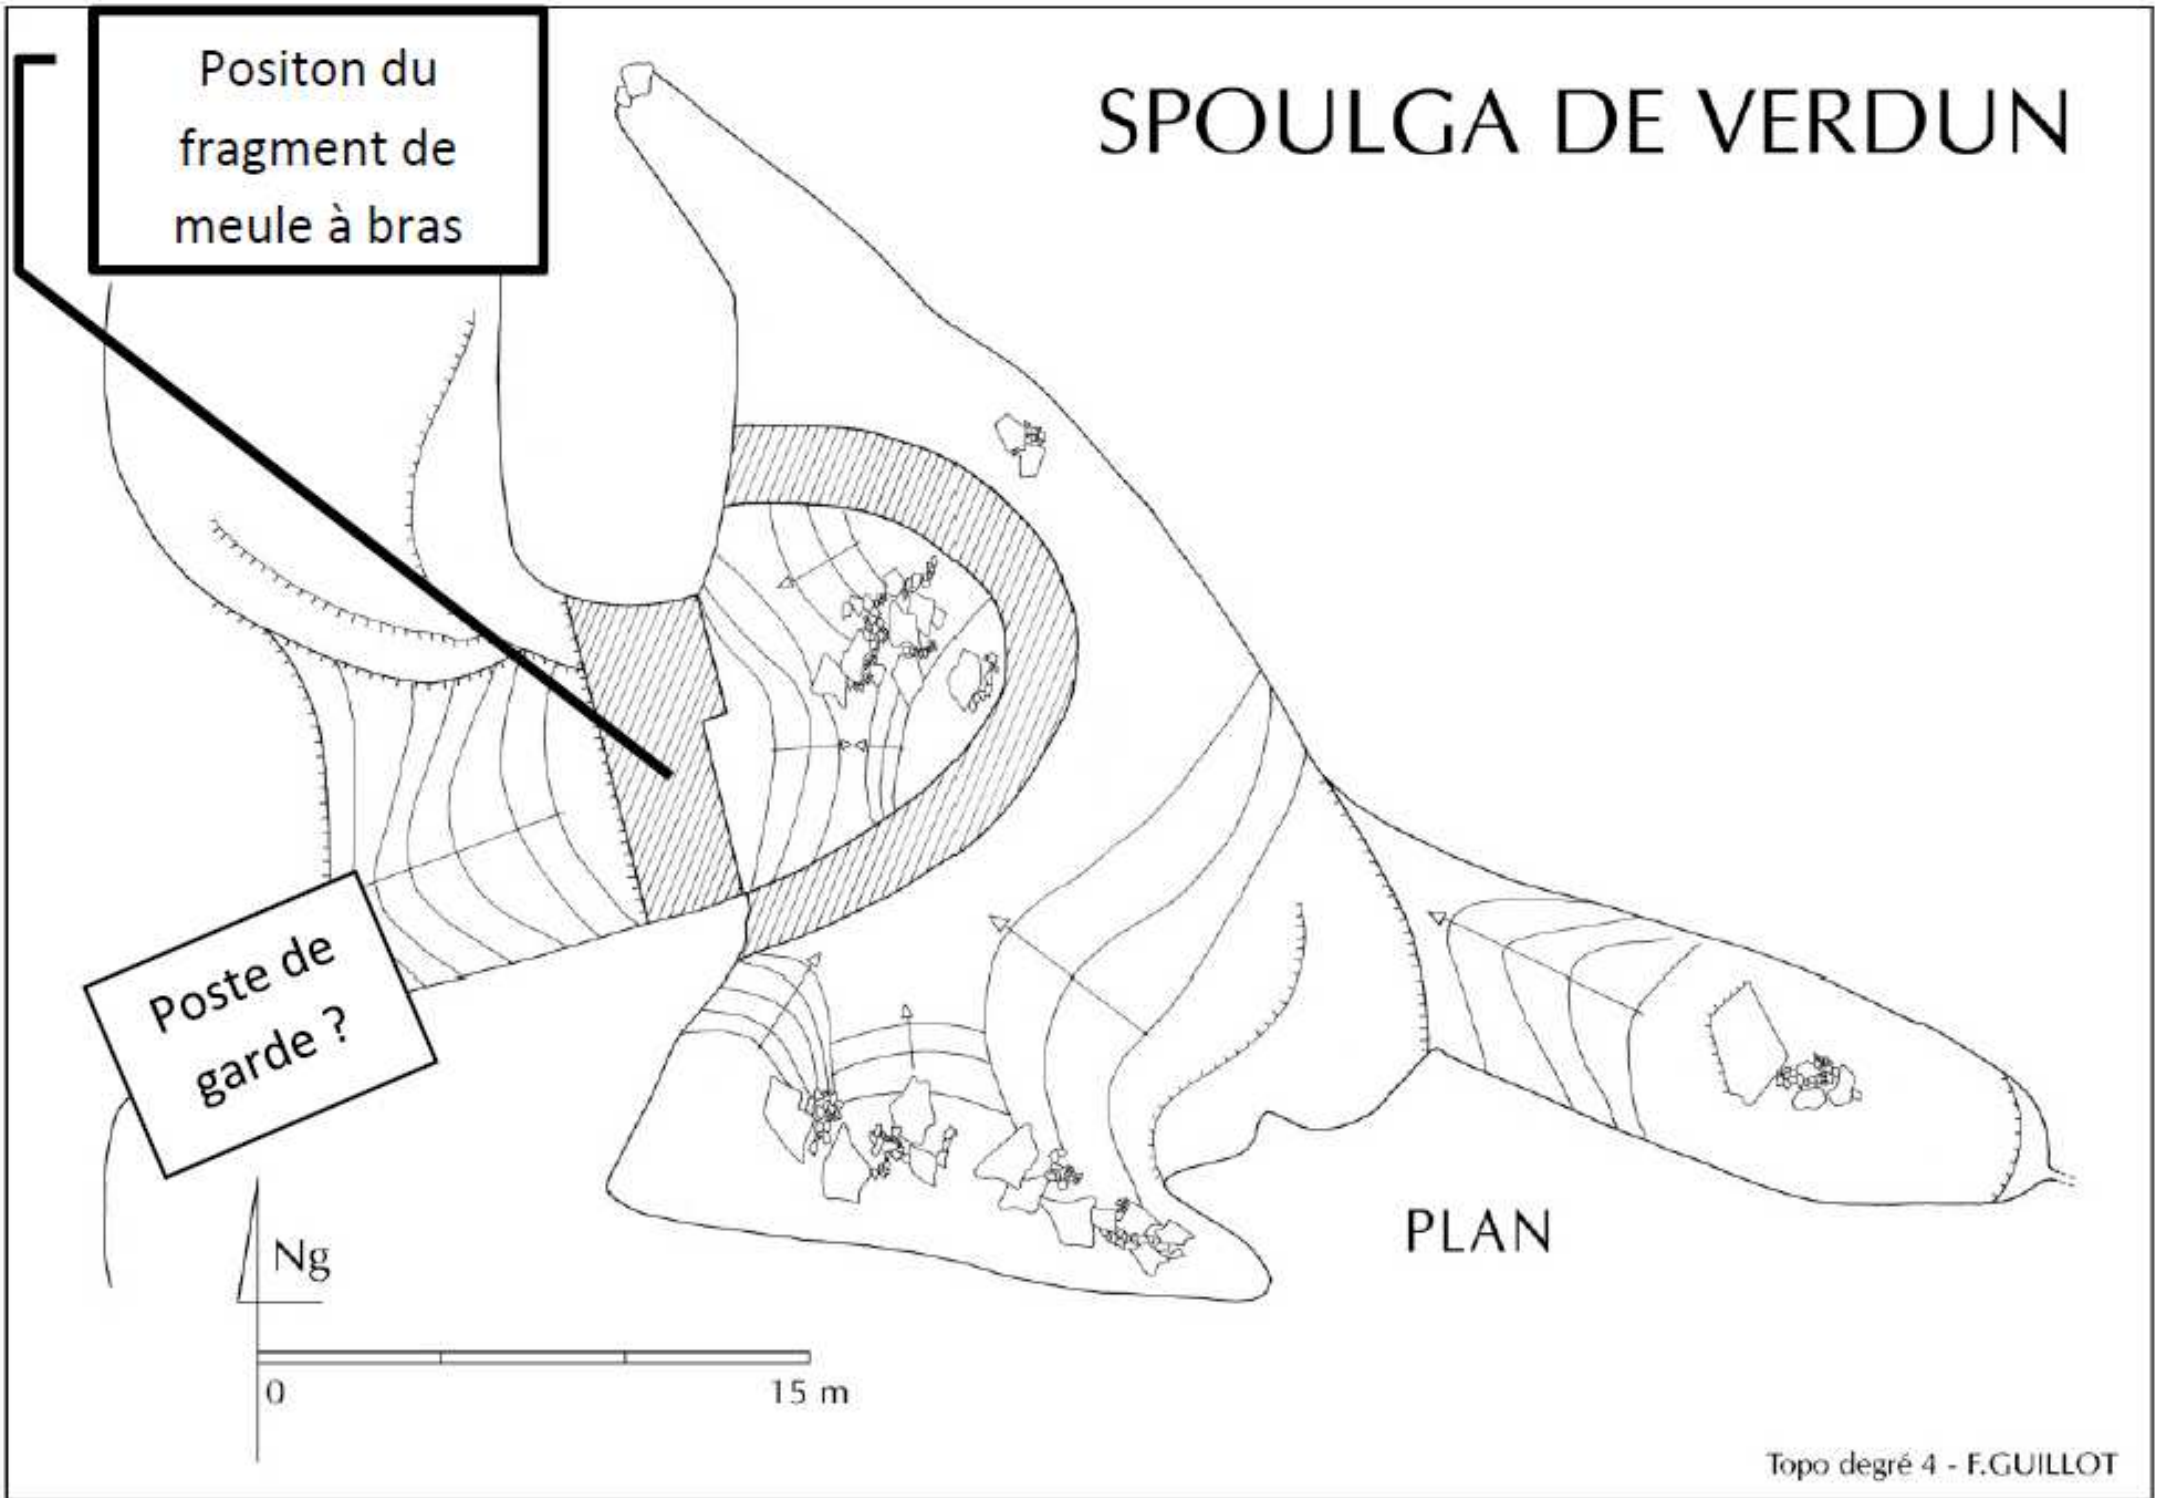 Positon du
fragment de
meule à bras
SPOULGA DE VERDUN
Poste de
garde ?
Ng
PLAN
0
15 m
Topo degré 4 - F.GUILLOT